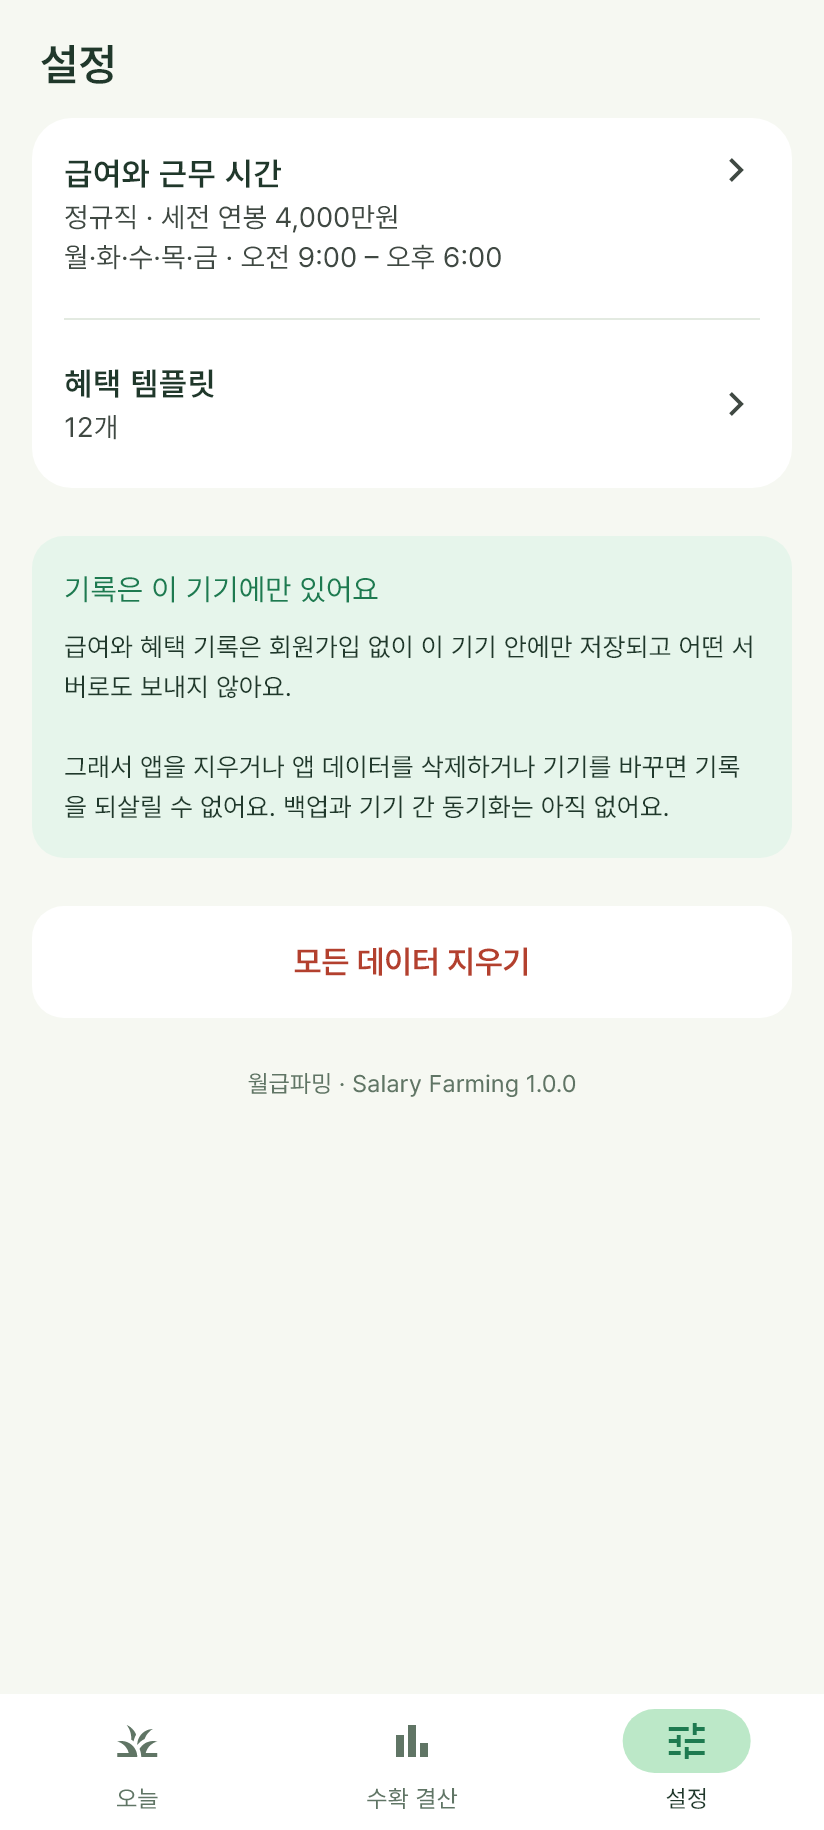 설정
급여와 근무 시간
정규직 · 세전 연봉 4,000만원
월·화·수·목·금 · 오전 9:00 – 오후 6:00
혜택 템플릿
12개
기록은 이 기기에만 있어요
급여와 혜택 기록은 회원가입 없이 이 기기 안에만 저장되고 어떤 서
버로도 보내지 않아요.
그래서 앱을 지우거나 앱 데이터를 삭제하거나 기기를 바꾸면 기록
을 되살릴 수 없어요. 백업과 기기 간 동기화는 아직 없어요.
모든 데이터 지우기
월급파밍 · Salary Farming 1.0.0
오늘
수확 결산
설정